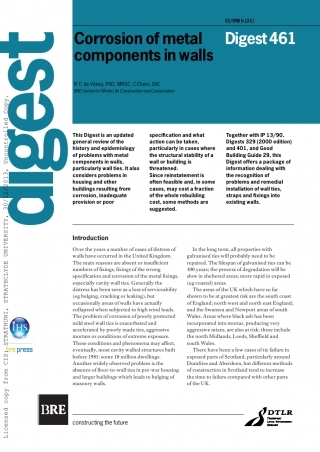 CI/SfB h (21)
digest
Corrosion of metal
components in walls
Digest 461
R C de Vekey, PhD, MRSC, CChem, DIC
BRE Centre for Whole Life Construction and Conservation
This Digest is an updated
general review of the
history and epidemiology
of problems with metal
components in walls,
particularly wall ties. It also
considers problems in
housing and other
buildings resulting from
corrosion, inadequate
provision or poor
specification and what
action can be taken,
particularly in cases where
the structural stability of a
wall or building is
threatened.
Since reinstatement is
often feasible and, in some
cases, may cost a fraction
of the whole rebuilding
cost, some methods are
suggested.
Together with IP 13/90,
Digests 329 (2000 edition)
and 401, and Good
Building Guide 29, this
Digest offers a package of
information dealing with
the recognition of
problems and remedial
installation of wall ties,
straps and fixings into
existing walls.
Introduction
Over the years a number of cases of distress of
walls have occurred in the United Kingdom.
The main reasons are absent or insufficient
numbers of fixings, fixings of the wrong
specification and corrosion of the metal fixings,
especially cavity wall ties. Generally the
distress has been seen as a loss of serviceability
(eg bulging, cracking or leaking), but
occasionally areas of walls have actually
collapsed when subjected to high wind loads.
The problem of corrosion of poorly protected
mild steel wall ties is exacerbated and
accelerated by poorly made ties, aggressive
mortars or conditions of extreme exposure.
These conditions and phenomena may affect,
eventually, most cavity walled structures built
before 1981: some 10 million dwellings.
Another widely observed problem is the
absence of floor-to-wall ties in pre-war housing
and larger buildings which leads to bulging of
masonry walls.
In the long term, all properties with
galvanised ties will probably need to be
repaired. The lifespan of galvanised ties can be
100 years; the process of degradation will be
slow in sheltered areas, more rapid in exposed
(eg coastal) areas.
The areas of the UK which have so far
shown to be at greatest risk are the south coast
of England; north west and north east England;
and the Swansea and Newport areas of south
Wales. Areas where black ash has been
incorporated into mortar, producing very
aggressive mixes, are also at risk; these include
the north Midlands, Leeds, Sheffield and
south Wales.
There have been a few cases of tie failure in
exposed parts of Scotland, particularly around
Dumfries and Aberdeen, but different methods
of construction in Scotland tend to increase
the time to failure compared with other parts
of the UK.
Licensed copy from CIS: STRATHUNI, STRATHCLYDE UNIVERSITY, 2013, Uncontrolled Copy.
IHS
press
BRE
constructing the future
DTLR